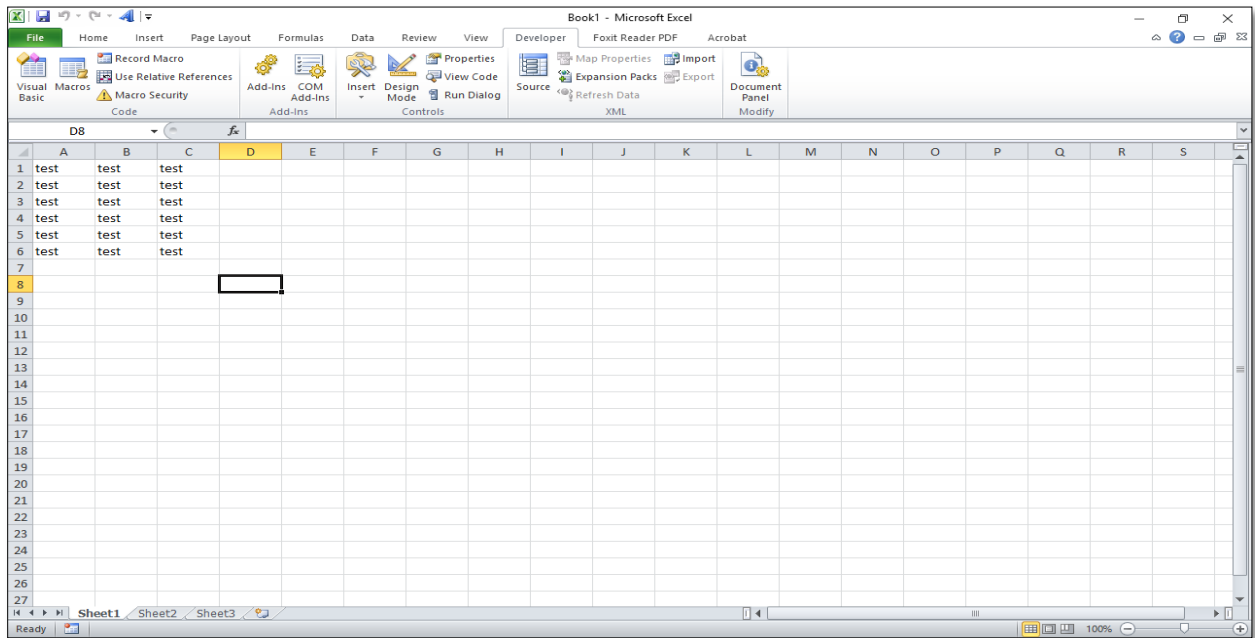 Book1 - Microsoft Excel
File Home Insert Page Layout Formulas Data Review View Developer Foxit Reader PDF Acrobat
Visual Basic
Macros
Record Macro
Use Relative References
Macro Security
Code
Add-Ins
COM Add-Ins
Add-Ins
Insert
Design Mode
Properties
View Code
Run Dialog
Controls
Source
Map Properties
Expansion Packs
Refresh Data
Import
Export
XML
Document Panel
Modify
D8 fx
A B C D E F G H I J K L M N O P Q R S
1 test test test
2 test test test
3 test test test
4 test test test
5 test test test
6 test test test
7
8
9
10
11
12
13
14
15
16
17
18
19
20
21
22
23
24
25
26
27
Sheet1 Sheet2 Sheet3
Ready 100%